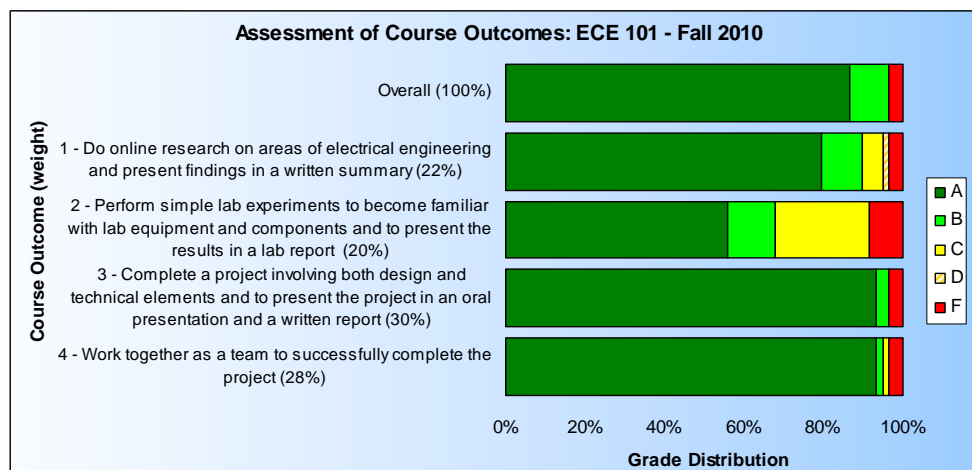 Assessment of Course Outcomes: ECE 101 - Fall 2010
Course Outcome (weight)
Overall (100%)
1 - Do online research on areas of electrical engineering
and present findings in a written summary (22%)
2 - Perform simple lab experiments to become familiar
with lab equipment and components and to present the
results in a lab report (20%)
3 - Complete a project involving both design and
technical elements and to present the project in an oral
presentation and a written report (30%)
4 - Work together as a team to successfully complete the
project (28%)
A
B
C
D
F
0% 20% 40% 60% 80% 100%
Grade Distribution